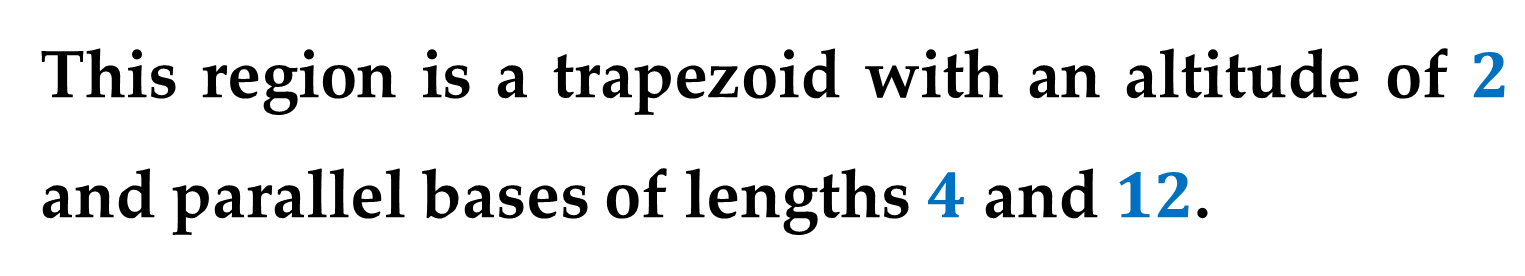 This region is a trapezoid with an altitude of 2
and parallel bases of lengths 4 and 12.